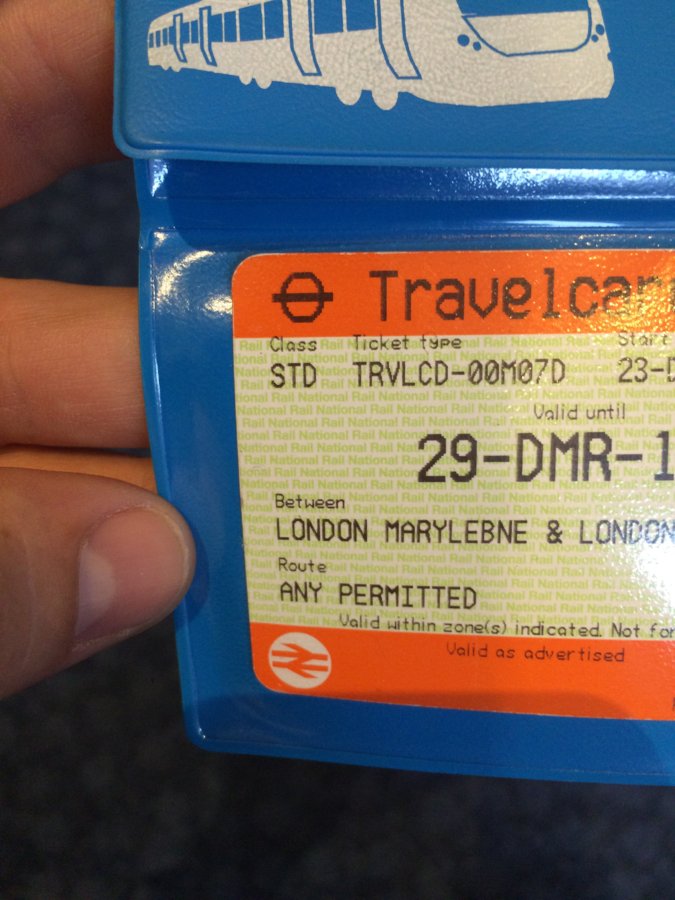 Travelcar
Class Ticket type Start
STD TRVLCD-00M07D 23-D
Valid until
29-DMR-1
Between
LONDON MARYLEBNE & LONDON
Route
ANY PERMITTED
Valid within zone(s) indicated. Not for
Valid as advertised